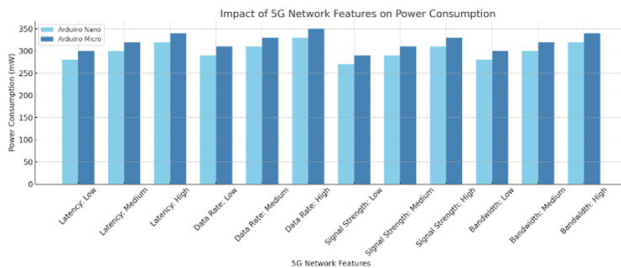 Impact of 5G Network Features on Power Consumption
Arduino Nano
Arduino Micro
Power Consumption (mW)
350
300
250
200
150
100
50
0
Latency: Low
Latency: Medium
Latency: High
Data Rate: Low
Data Rate: Medium
Data Rate: High
Signal Strength: Low
Signal Strength: Medium
Signal Strength: High
Bandwidth: Low
Bandwidth: Medium
Bandwidth: High
5G Network Features